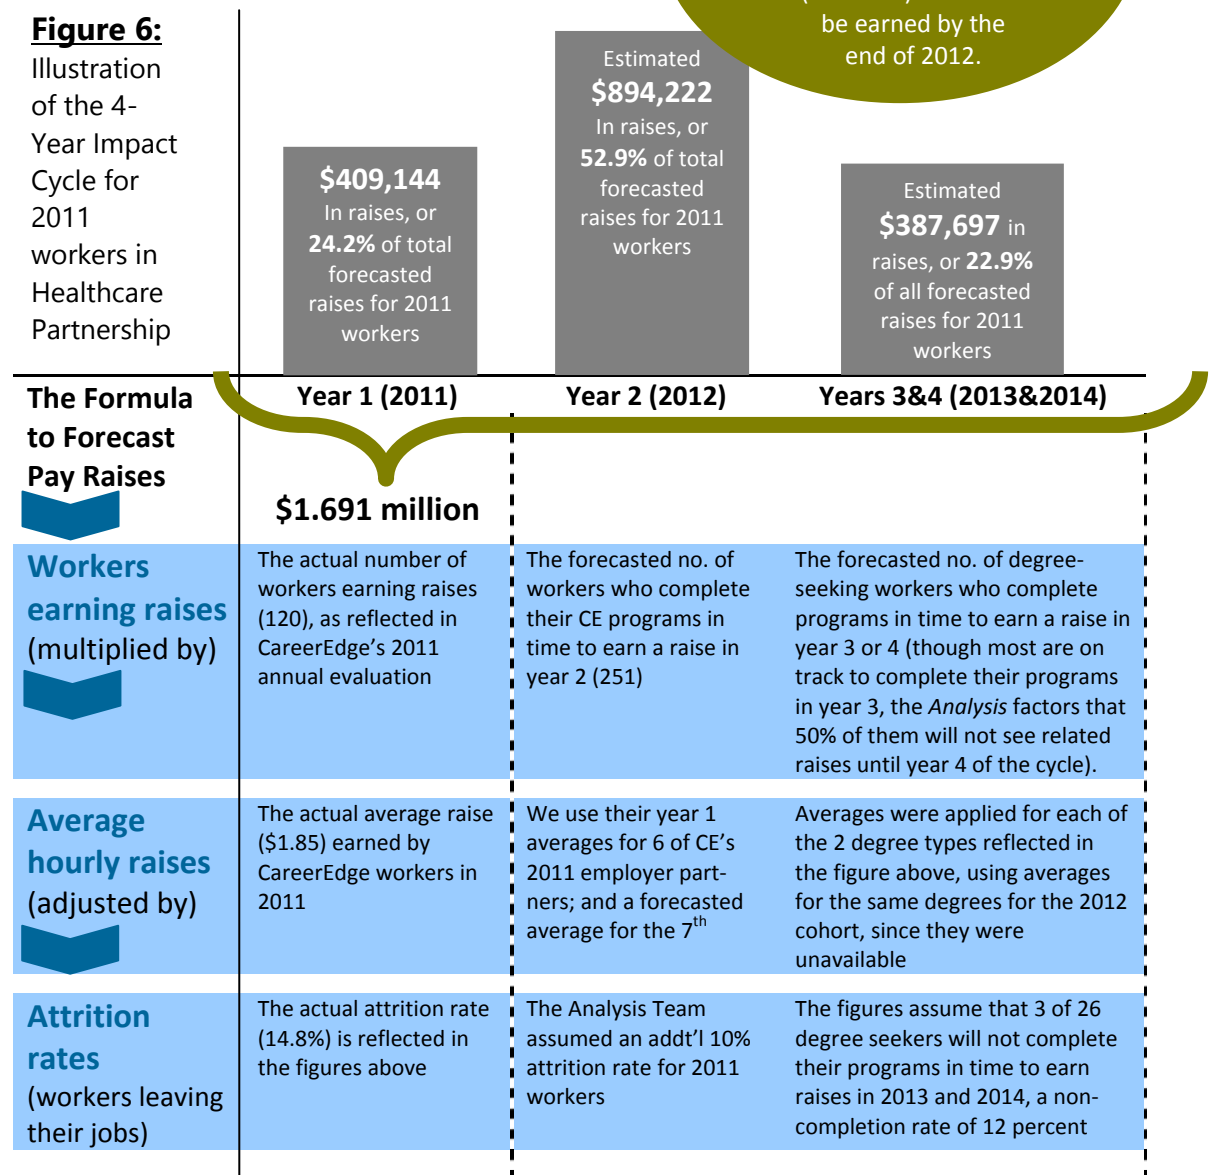 be earned by the
end of 2012.
Figure 6:
Illustration
of the 4-
Year Impact
Cycle for
2011
workers in
Healthcare
Partnership
$409,144
In raises, or
24.2% of total
forecasted
raises for 2011
workers
Estimated
$894,222
In raises, or
52.9% of total
forecasted
raises for 2011
workers
Estimated
$387,697 in
raises, or 22.9%
of all forecasted
raises for 2011
workers
Year 1 (2011)
Year 2 (2012)
Years 3&4 (2013&2014)
The Formula
to Forecast
Pay Raises
$1.691 million
Workers
earning raises
(multiplied by)
The actual number of
workers earning raises
(120), as reflected in
CareerEdge’s 2011
annual evaluation
The forecasted no. of
workers who complete
their CE programs in
time to earn a raise in
year 2 (251)
The forecasted no. of degree-
seeking workers who complete
programs in time to earn a raise in
year 3 or 4 (though most are on
track to complete their programs
in year 3, the Analysis factors that
50% of them will not see related
raises until year 4 of the cycle).
Average
hourly raises
(adjusted by)
The actual average raise
($1.85) earned by
CareerEdge workers in
2011
We use their year 1
averages for 6 of CE’s
2011 employer part-
ners; and a forecasted
average for the 7th
Averages were applied for each of
the 2 degree types reflected in
the figure above, using averages
for the same degrees for the 2012
cohort, since they were
unavailable
Attrition
rates
(workers leaving
their jobs)
The actual attrition rate
(14.8%) is reflected in
the figures above
The Analysis Team
assumed an addt’l 10%
attrition rate for 2011
workers
The figures assume that 3 of 26
degree seekers will not complete
their programs in time to earn
raises in 2013 and 2014, a non-
completion rate of 12 percent